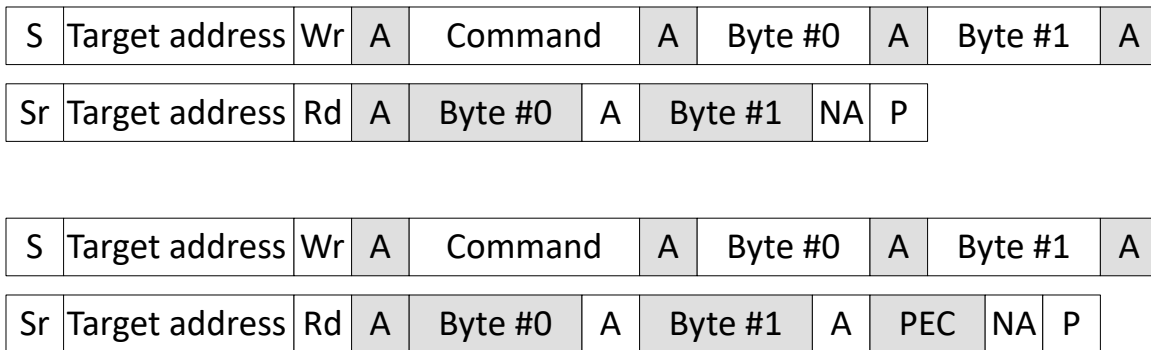 S Target address Wr A Command A Byte #0 A Byte #1 A
Sr Target address Rd A Byte #0 A Byte #1 NA P
S Target address Wr A Command A Byte #0 A Byte #1 A
Sr Target address Rd A Byte #0 A Byte #1 A PEC NA P